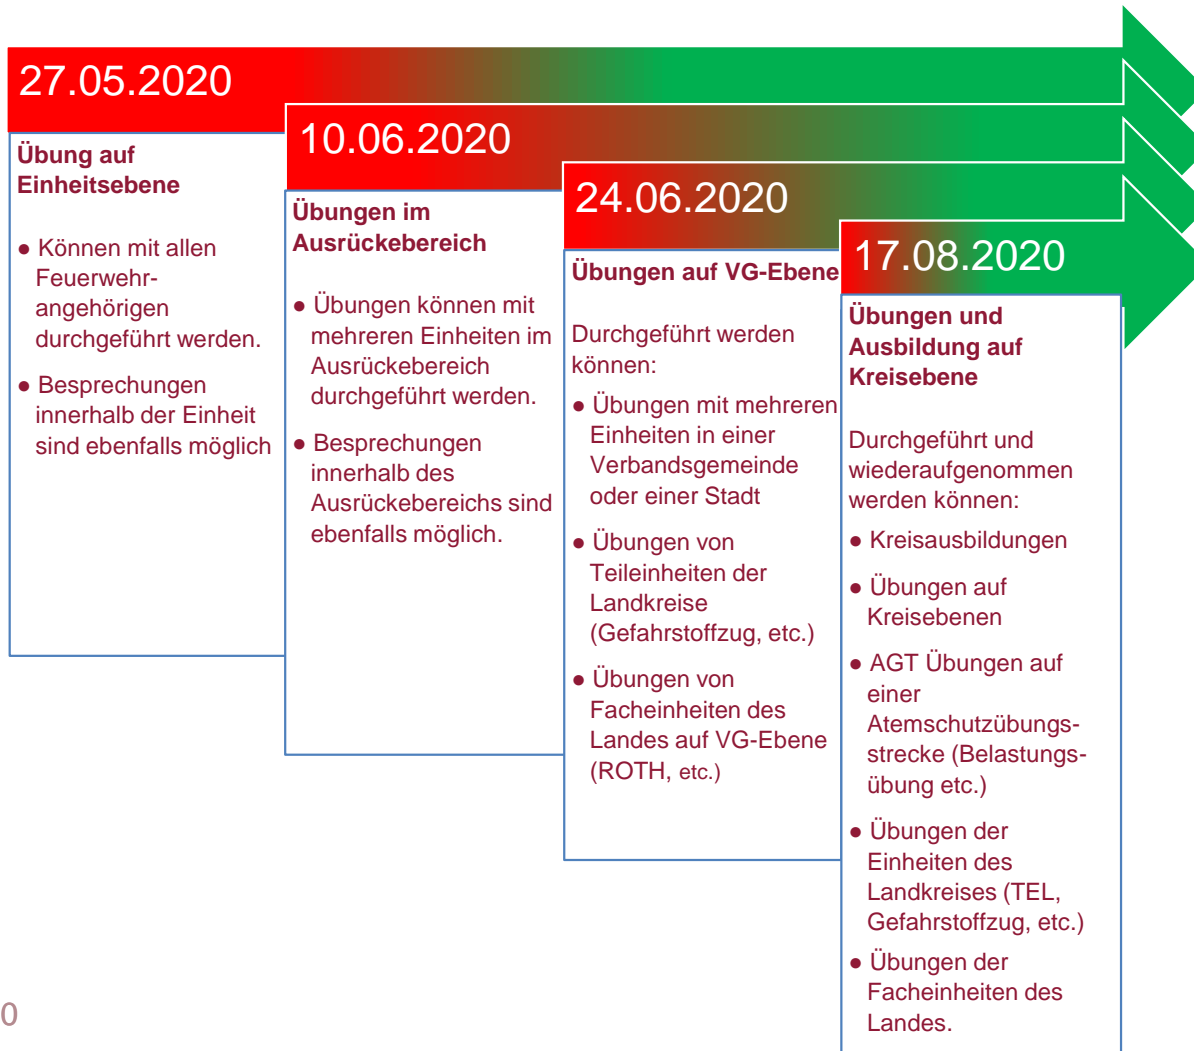 27.05.2020
Übung auf
Einheitsebene
● Können mit allen
Feuerwehr-
angehörigen
durchgeführt werden.
● Besprechungen
innerhalb der Einheit
sind ebenfalls möglich
10.06.2020
Übungen im
Ausrückebereich
● Übungen können mit
mehreren Einheiten im
Ausrückebereich
durchgeführt werden.
● Besprechungen
innerhalb des
Ausrückebereichs sind
ebenfalls möglich.
24.06.2020
Übungen auf VG-Ebene
Durchgeführt werden
können:
● Übungen mit mehreren
Einheiten in einer
Verbandsgemeinde
oder einer Stadt
● Übungen von
Teileinheiten der
Landkreise
(Gefahrstoffzug, etc.)
● Übungen von
Facheinheiten des
Landes auf VG-Ebene
(ROTH, etc.)
17.08.2020
Übungen und
Ausbildung auf
Kreisebene
Durchgeführt und
wiederaufgenommen
werden können:
● Kreisausbildungen
● Übungen auf
Kreisebenen
● AGT Übungen auf
einer
Atemschutzübungs-
strecke (Belastungs-
übung etc.)
● Übungen der
Einheiten des
Landkreises (TEL,
Gefahrstoffzug, etc.)
● Übungen der
Facheinheiten des
Landes.
0